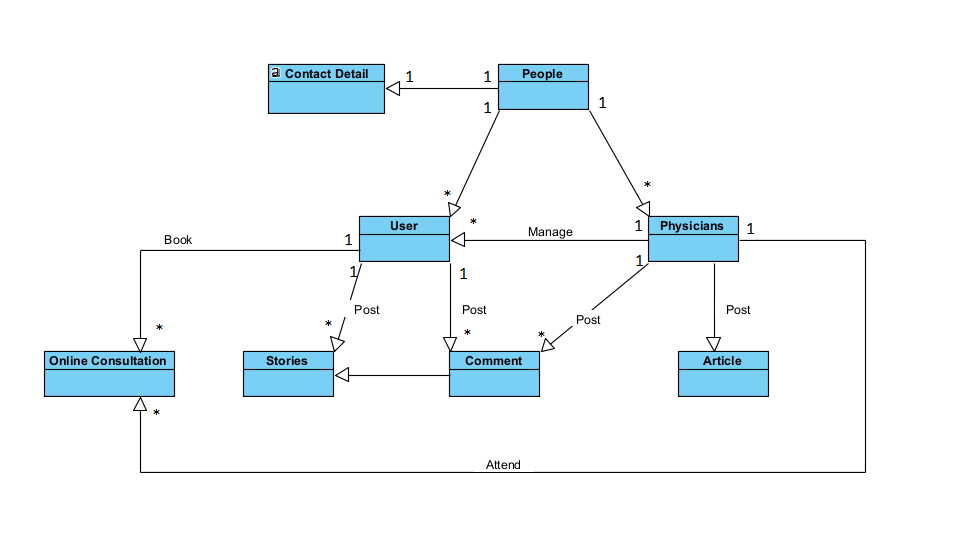 a Contact Detail
1
1
People
1
1
*
*
User
*
Manage
1
Physicians
1
Book
1
1
1
1
Post
Post
Post
Post
*
*
*
*
Online Consultation
Stories
Comment
Article
*
Attend